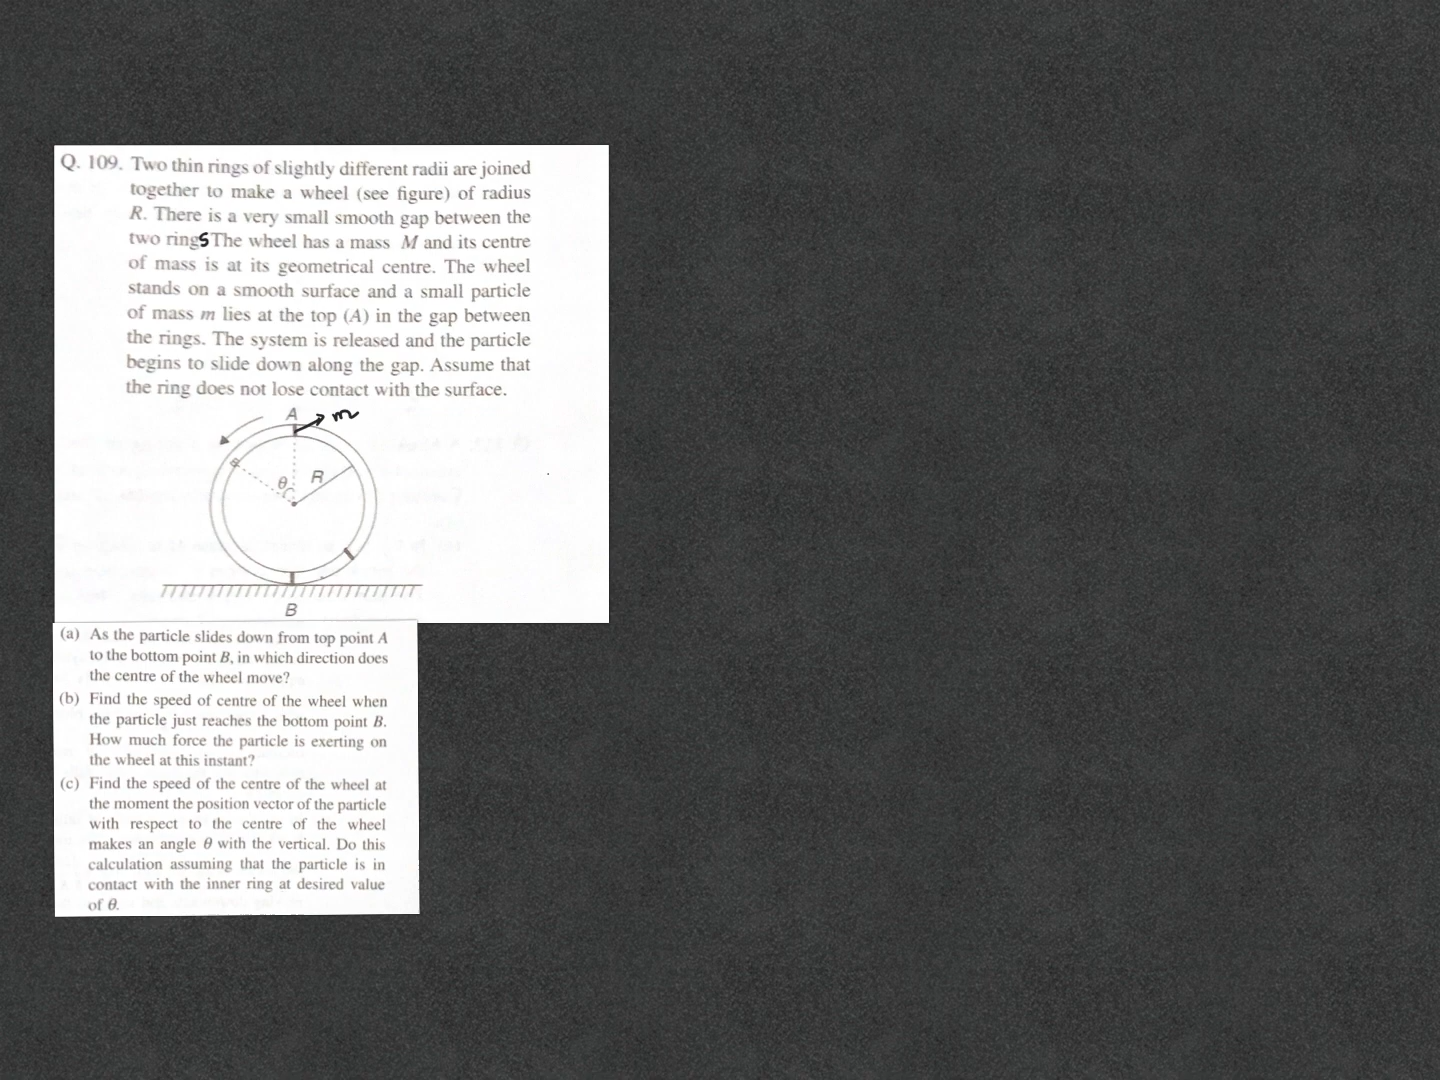 Q. 109. Two thin rings of slightly different radii are joined
together to make a wheel (see figure) of radius
R. There is a very small smooth gap between the
two rings The wheel has a mass M and its centre
of mass is at its geometrical centre. The wheel
stands on a smooth surface and a small particle
of mass m lies at the top (A) in the gap between
the rings. The system is released and the particle
begins to slide down along the gap. Assume that
the ring does not lose contact with the surface.
A
m
θ
R
B
(a) As the particle slides down from top point A
to the bottom point B, in which direction does
the centre of the wheel move?
(b) Find the speed of centre of the wheel when
the particle just reaches the bottom point B.
How much force the particle is exerting on
the wheel at this instant?
(c) Find the speed of the centre of the wheel at
the moment the position vector of the particle
with respect to the centre of the wheel
makes an angle θ with the vertical. Do this
calculation assuming that the particle is in
contact with the inner ring at desired value
of θ.